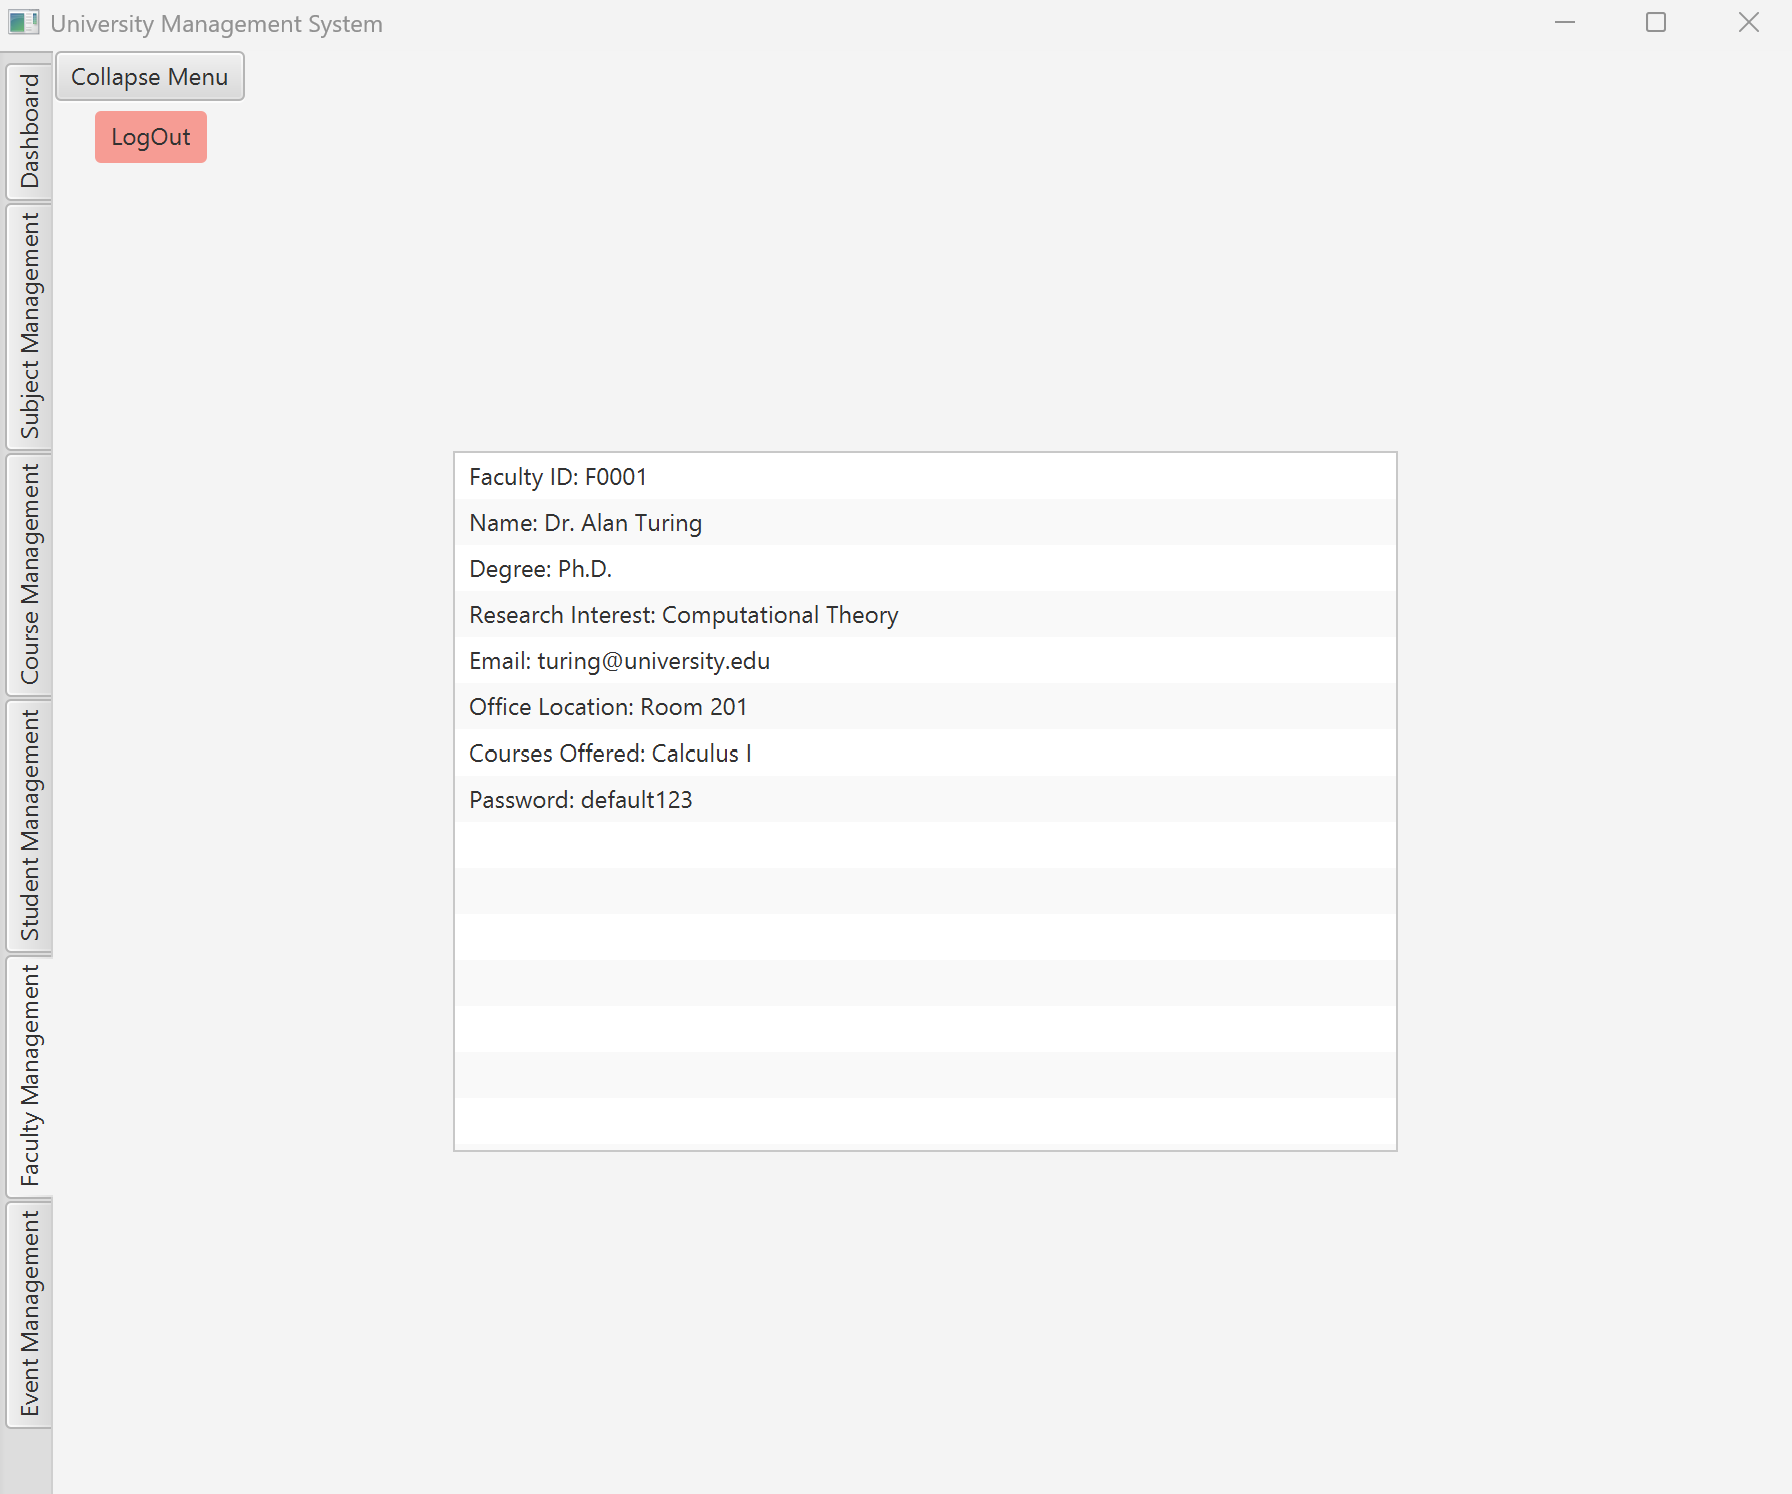 University Management System
Collapse Menu
LogOut
Dashboard
Subject Management
Course Management
Student Management
Faculty Management
Event Management
Faculty ID: F0001
Name: Dr. Alan Turing
Degree: Ph.D.
Research Interest: Computational Theory
Email: turing@university.edu
Office Location: Room 201
Courses Offered: Calculus I
Password: default123